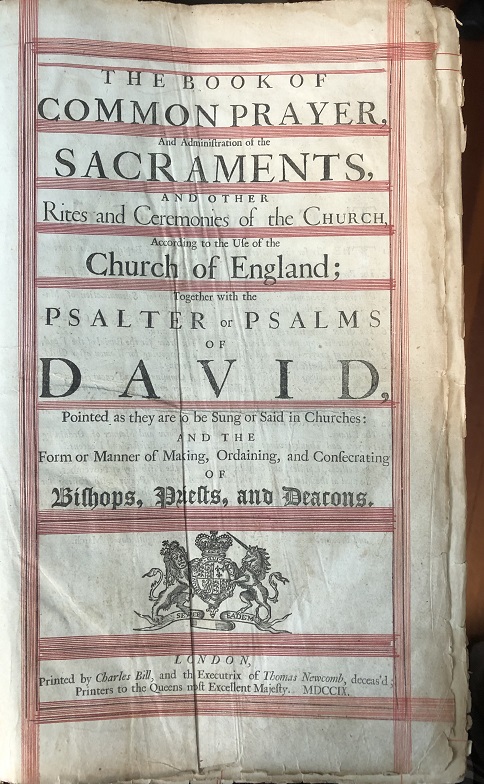 THE BOOK OF
COMMON PRAYER,
And Adminiſtration of the
SACRAMENTS,
AND OTHER
Rites and Ceremonies of the CHURCH,
According to the Uſe of the
Church of England;
Together with the
PSALTER or PSALMS
OF
DAVID,
Pointed as they are to be Sung or Said in Churches:
AND THE
Form or Manner of Making, Ordaining, and Conſecrating
OF
Biſhops, Prieſts, and Deacons.
SEMPER EADEM
LONDON,
Printed by Charles Bill, and the Executrix of Thomas Newcomb, deceas'd;
Printers to the Queens moſt Excellent Majeſty. MDCCIX.